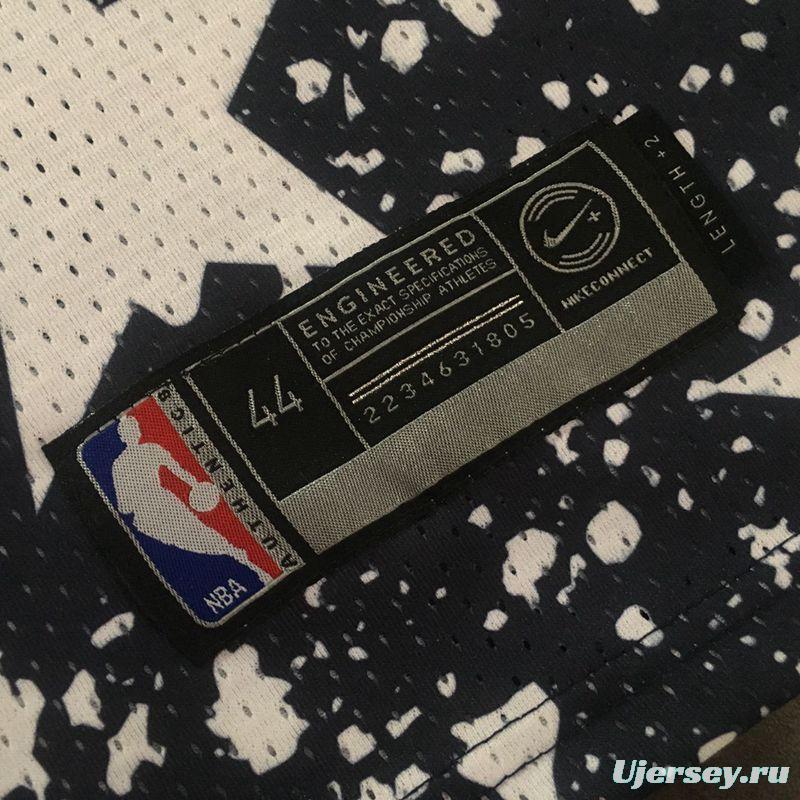 44
ENGINEERED
TO THE EXACT SPECIFICATIONS
OF CHAMPIONSHIP ATHLETES
2234631805
NIKECONNECT
LENGTH +2
AUTHENTICS
NBA
Ujersey.ru